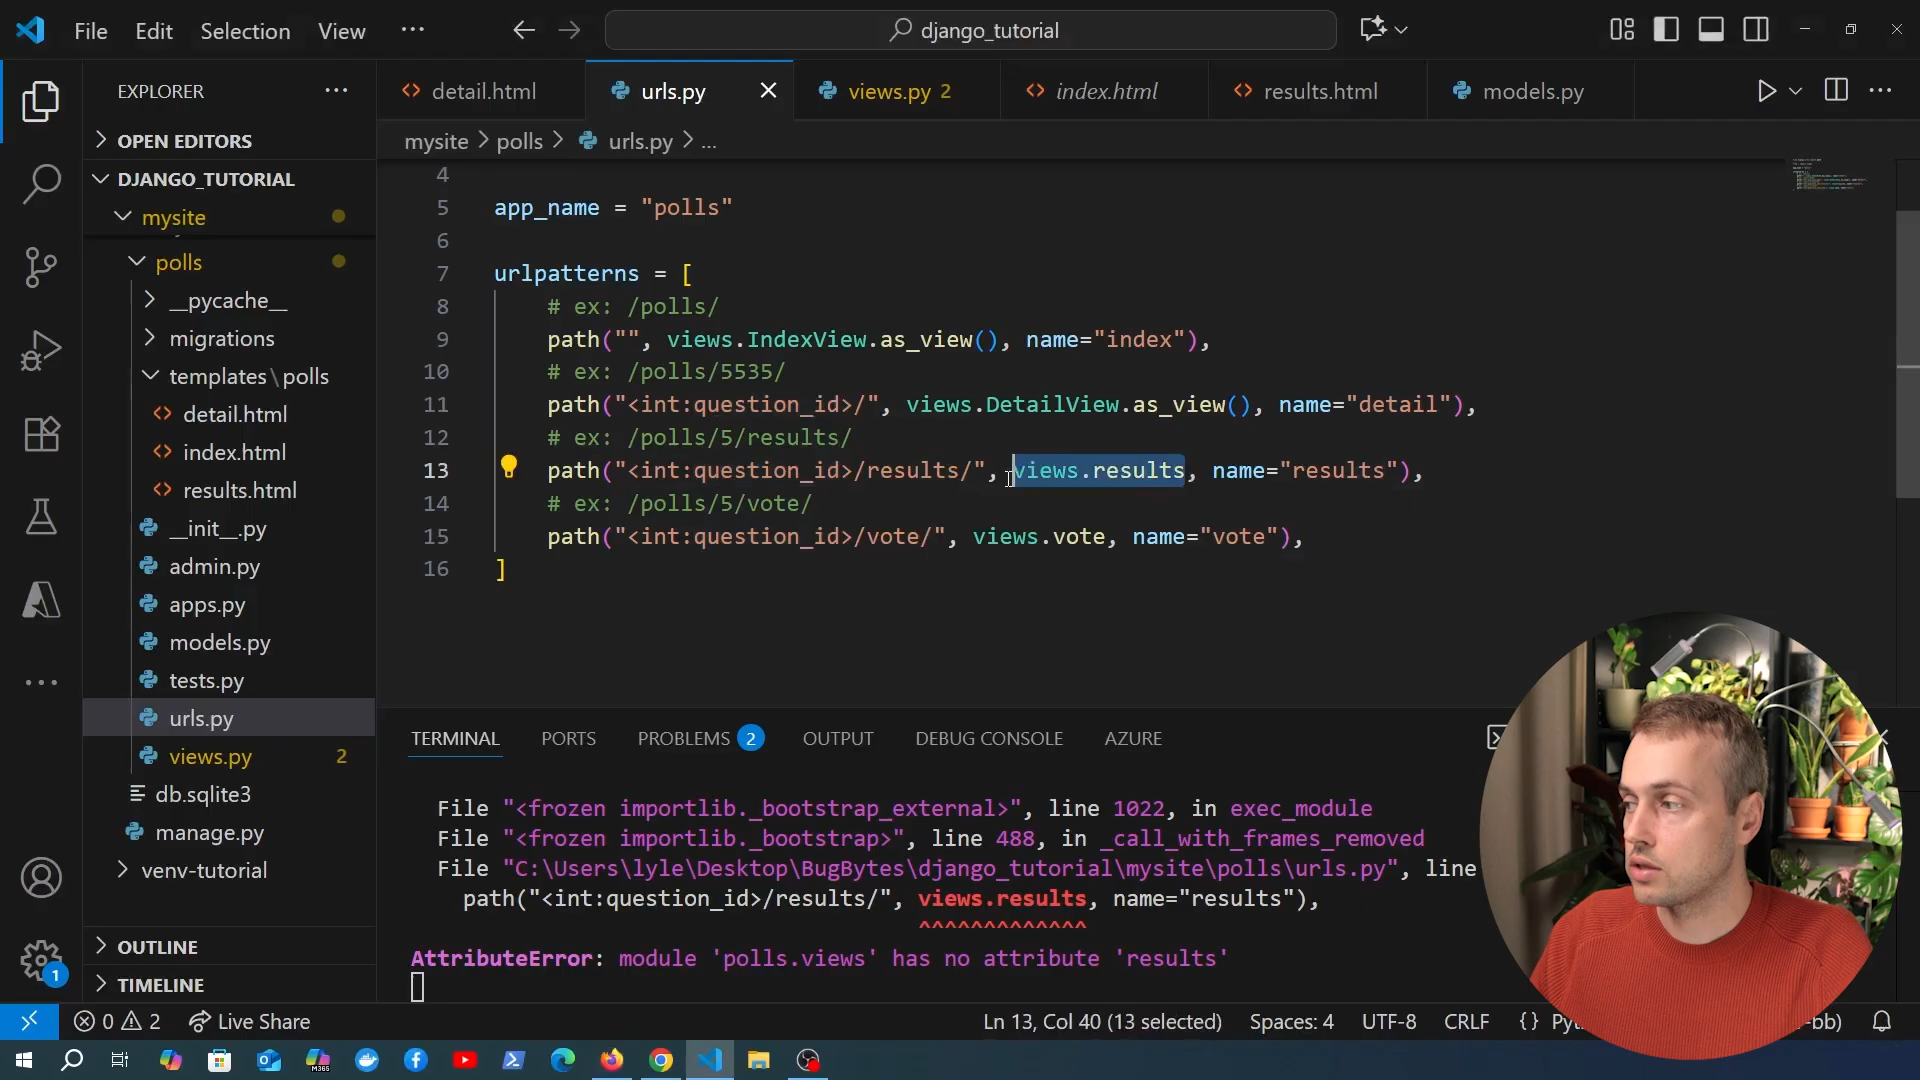 File Edit Selection View ···
django_tutorial
EXPLORER
OPEN EDITORS
DJANGO_TUTORIAL
mysite
polls
__pycache__
migrations
templates\polls
detail.html
index.html
results.html
__init__.py
admin.py
apps.py
models.py
tests.py
urls.py
views.py 2
db.sqlite3
manage.py
venv-tutorial
OUTLINE
TIMELINE
1
detail.html urls.py views.py 2 index.html results.html models.py
mysite > polls > urls.py > ...
4
5 app_name = "polls"
6
7 urlpatterns = [
8 # ex: /polls/
9 path("", views.IndexView.as_view(), name="index"),
10 # ex: /polls/5535/
11 path("<int:question_id>/", views.DetailView.as_view(), name="detail"),
12 # ex: /polls/5/results/
13 path("<int:question_id>/results/", views.results, name="results"),
14 # ex: /polls/5/vote/
15 path("<int:question_id>/vote/", views.vote, name="vote"),
16 ]
TERMINAL PORTS PROBLEMS 2 OUTPUT DEBUG CONSOLE AZURE
File "<frozen importlib._bootstrap_external>", line 1022, in exec_module
File "<frozen importlib._bootstrap>", line 488, in _call_with_frames_removed
File "C:\Users\lyle\Desktop\BugBytes\django_tutorial\mysite\polls\urls.py", line
path("<int:question_id>/results/", views.results, name="results"),
^^^^^^^^^^^^^
AttributeError: module 'polls.views' has no attribute 'results'
0 2 Live Share Ln 13, Col 40 (13 selected) Spaces: 4 UTF-8 CRLF {}